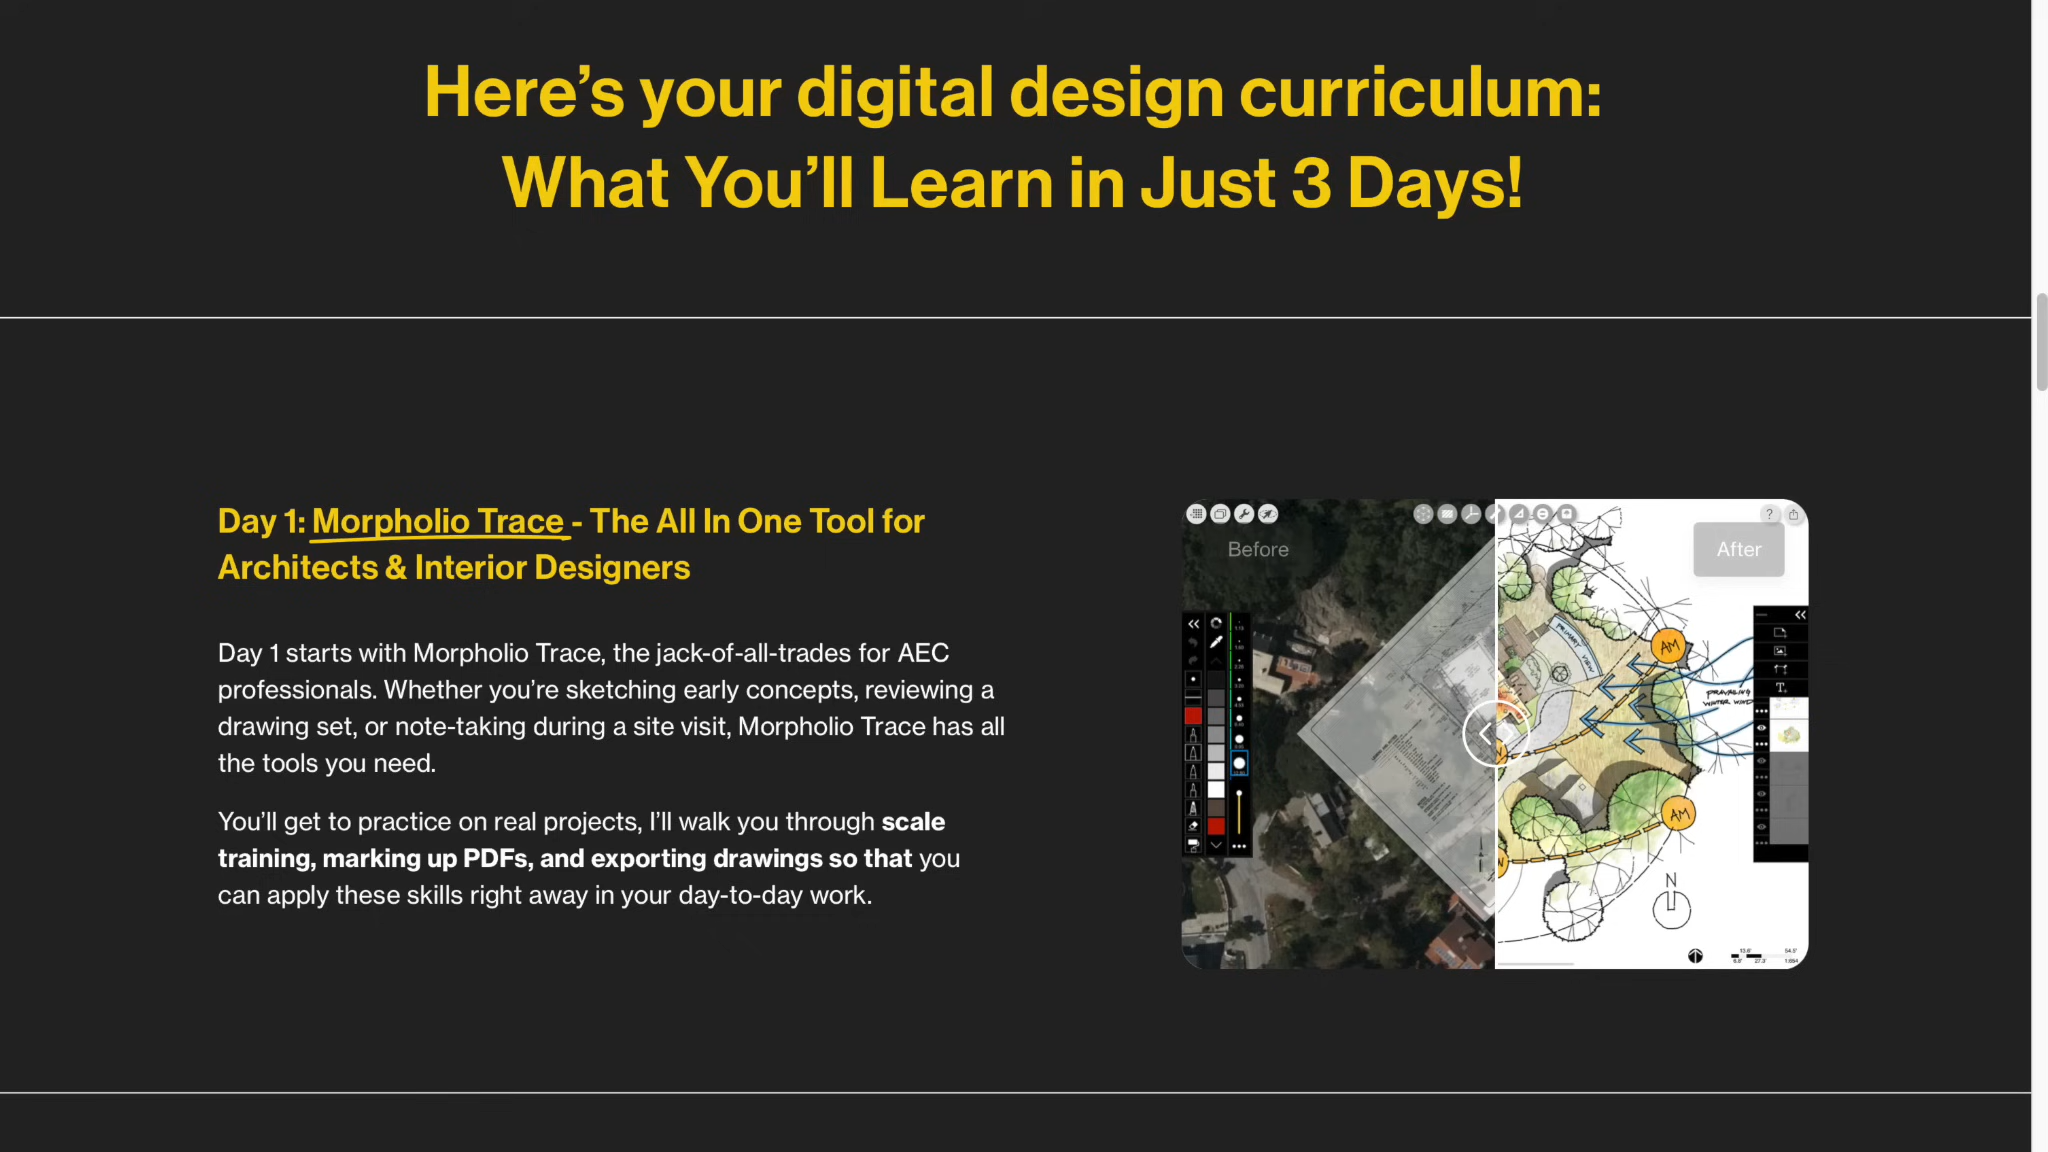 Here’s your digital design curriculum:
What You’ll Learn in Just 3 Days!
Day 1: Morpholio Trace - The All In One Tool for
Architects & Interior Designers
Day 1 starts with Morpholio Trace, the jack-of-all-trades for AEC
professionals. Whether you’re sketching early concepts, reviewing a
drawing set, or note-taking during a site visit, Morpholio Trace has all
the tools you need.
You’ll get to practice on real projects, I’ll walk you through scale
training, marking up PDFs, and exporting drawings so that you
can apply these skills right away in your day-to-day work.
Before
After
?
PRIMARY VIEW
AM
WINTER WIND
AM
N
T